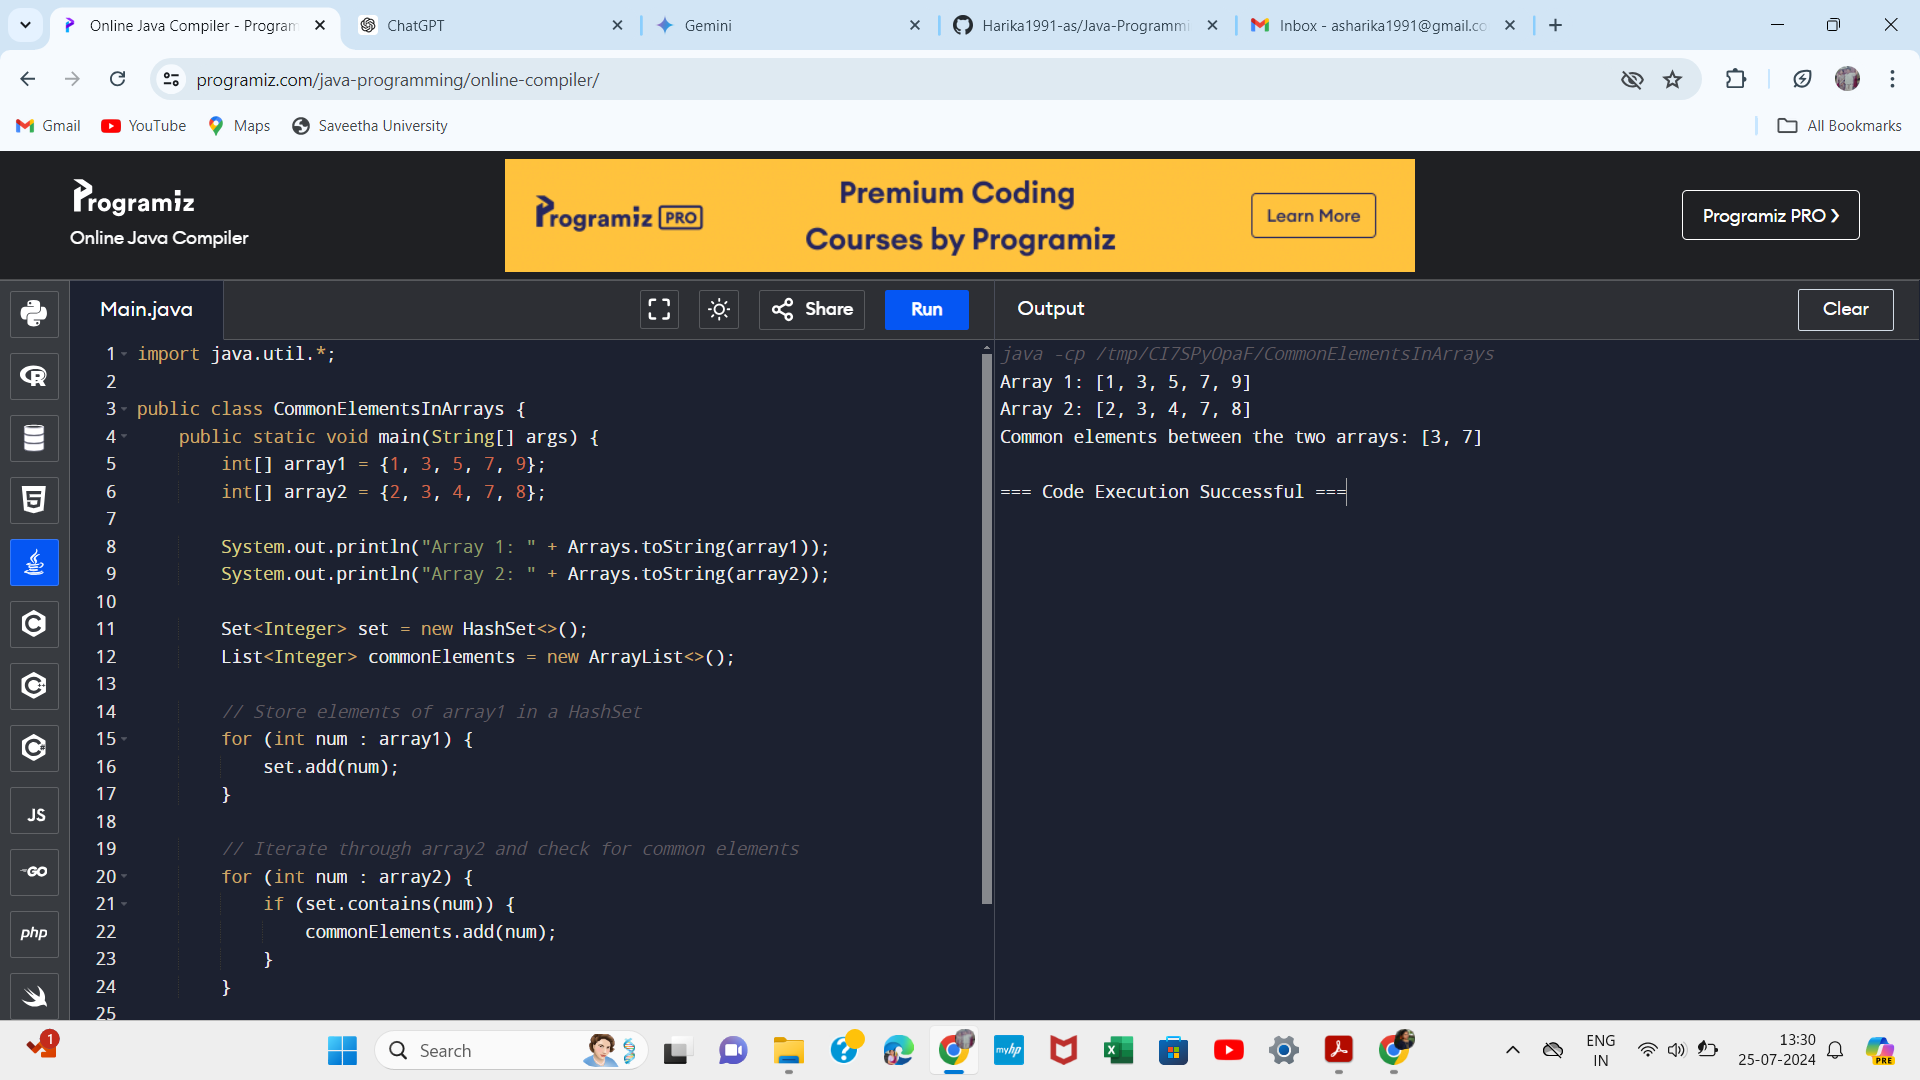 Online Java Compiler - Program
ChatGPT
Gemini
Harika1991-as/Java-Programmi
Inbox - asharika1991@gmail.co
programiz.com/java-programming/online-compiler/
Gmail
YouTube
Maps
Saveetha University
All Bookmarks
Programiz
Online Java Compiler
Programiz PRO
Premium Coding
Courses by Programiz
Learn More
Programiz PRO ❯
Main.java
Share
Run
Output
Clear
1 import java.util.*;
2
3 public class CommonElementsInArrays {
4 public static void main(String[] args) {
5 int[] array1 = {1, 3, 5, 7, 9};
6 int[] array2 = {2, 3, 4, 7, 8};
7
8 System.out.println("Array 1: " + Arrays.toString(array1));
9 System.out.println("Array 2: " + Arrays.toString(array2));
10
11 Set<Integer> set = new HashSet<>();
12 List<Integer> commonElements = new ArrayList<>();
13
14 // Store elements of array1 in a HashSet
15 for (int num : array1) {
16 set.add(num);
17 }
18
19 // Iterate through array2 and check for common elements
20 for (int num : array2) {
21 if (set.contains(num)) {
22 commonElements.add(num);
23 }
24 }
25
java -cp /tmp/CI7SPyOpaF/CommonElementsInArrays
Array 1: [1, 3, 5, 7, 9]
Array 2: [2, 3, 4, 7, 8]
Common elements between the two arrays: [3, 7]
=== Code Execution Successful ===
R
5
C
C
C
JS
GO
php
1
Search
myhp
ENG
IN
13:30
25-07-2024
PRE